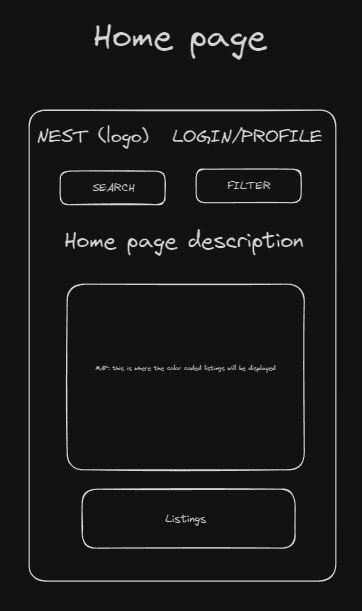 Home page
NEST (logo) LOGIN/PROFILE
SEARCH
FILTER
Home page description
MAP: this is where the color coded listings will be displayed
Listings